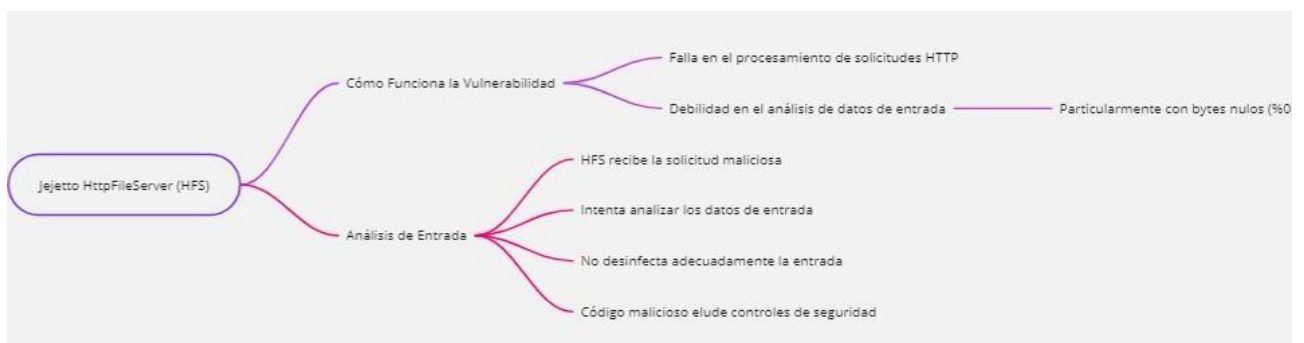 Jejetto HttpFileServer (HFS)
Cómo Funciona la Vulnerabilidad
Falla en el procesamiento de solicitudes HTTP
Debilidad en el análisis de datos de entrada
Particularmente con bytes nulos (%0
Análisis de Entrada
HFS recibe la solicitud maliciosa
Intenta analizar los datos de entrada
No desinfecta adecuadamente la entrada
Código malicioso elude controles de seguridad